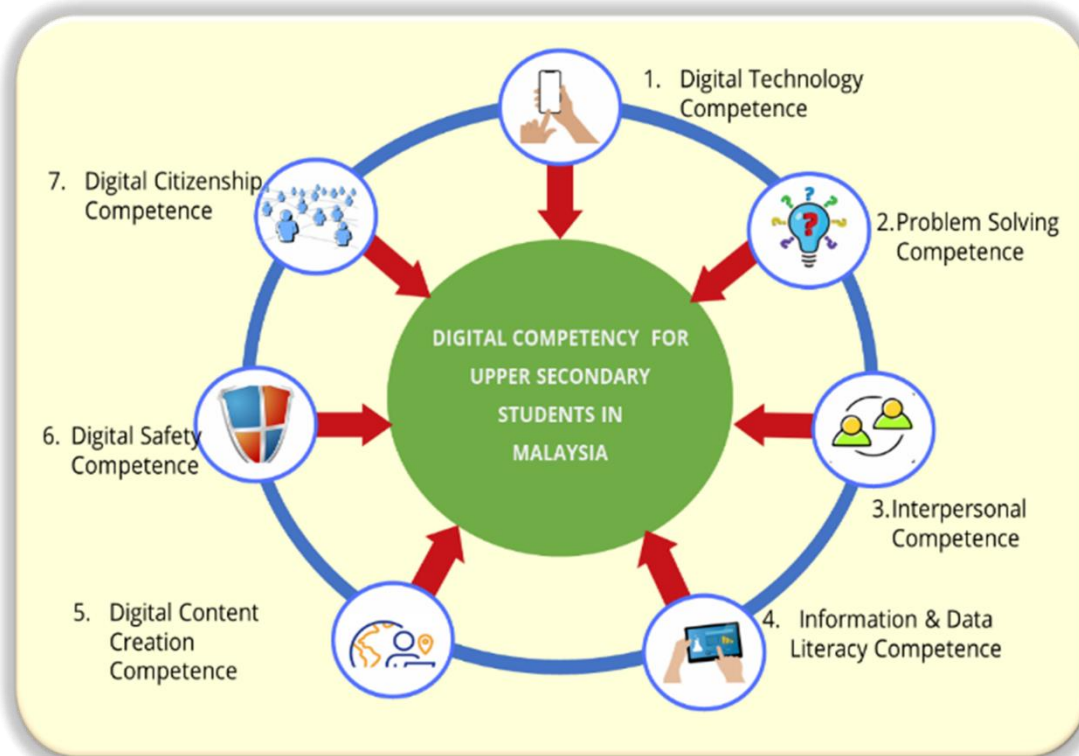 1. Digital Technology
Competence
2.Problem Solving
Competence
3.Interpersonal
Competence
4. Information & Data
Literacy Competence
5. Digital Content
Creation
Competence
6. Digital Safety
Competence
7. Digital Citizenship
Competence
DIGITAL COMPETENCY FOR
UPPER SECONDARY
STUDENTS IN
MALAYSIA